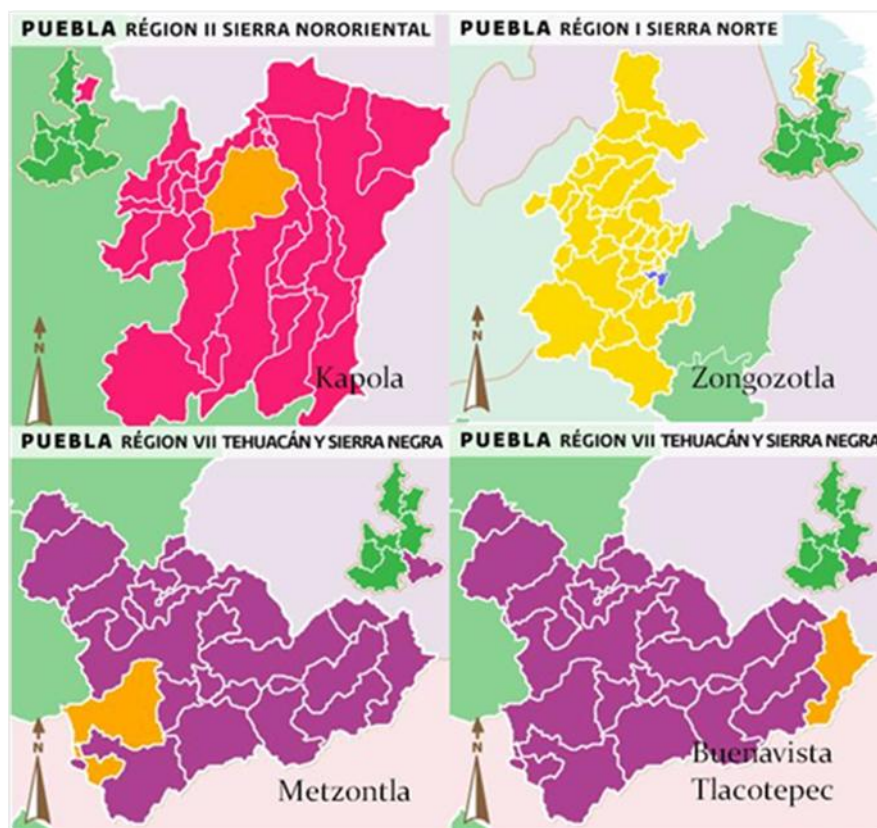 PUEBLA RÉGION II SIERRA NORORIENTAL
N
Kapola
PUEBLA RÉGION I SIERRA NORTE
N
Zongozotla
PUEBLA RÉGION VII TEHUACÁN Y SIERRA NEGRA
N
Metzontla
PUEBLA RÉGION VII TEHUACÁN Y SIERRA NEGRA
N
Buenavista
Tlacotepec